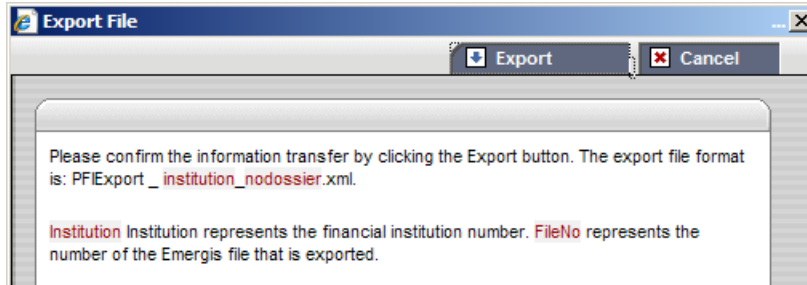 Export File
Export
Cancel
Please confirm the information transfer by clicking the Export button. The export file format
is: PFIExport _ institution_nodossier.xml.
Institution Institution represents the financial institution number. FileNo represents the
number of the Emergis file that is exported.